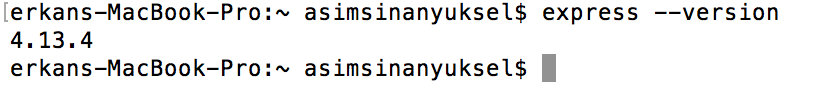 [erkans-MacBook-Pro:~ asimsinanyuksel$ express --version
4.13.4
erkans-MacBook-Pro:~ asimsinanyuksel$